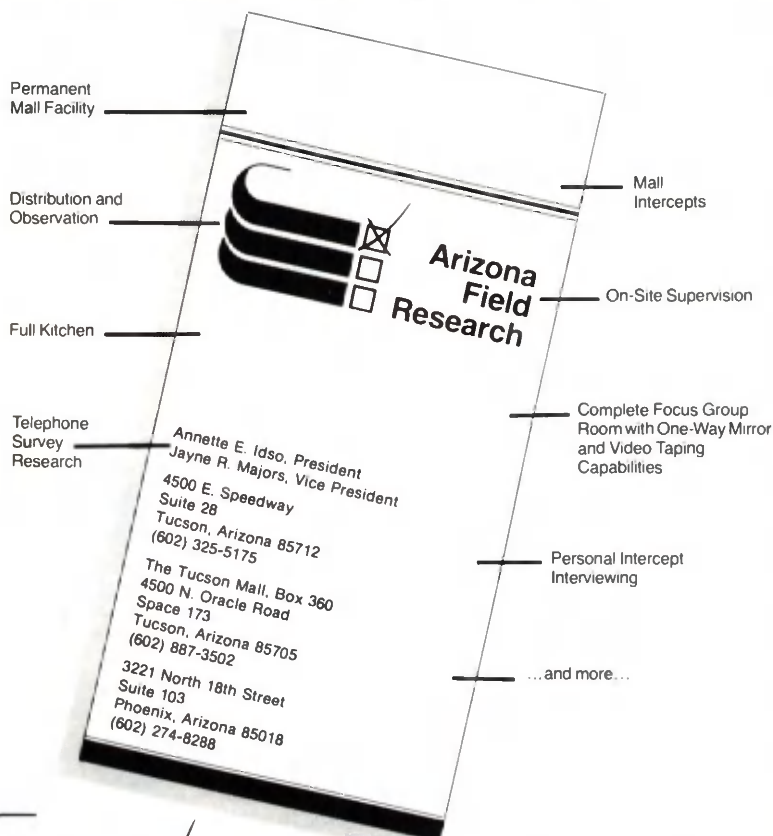 Permanent
Mall Facility
Distribution and
Observation
Full Kitchen
Telephone
Survey
Research
Arizona
Field
Research
Annette E. Idso, President
Jayne R. Majors, Vice President
4500 E. Speedway
Suite 28
Tucson, Arizona 85712
(602) 325-5175
The Tucson Mall, Box 360
4500 N. Oracle Road
Space 173
Tucson, Arizona 85705
(602) 887-3502
3221 North 18th Street
Suite 103
Phoenix, Arizona 85018
(602) 274-8288
Mall
Intercepts
On-Site Supervision
Complete Focus Group
Room with One-Way Mirror
and Video Taping
Capabilities
Personal Intercept
Interviewing
...and more...